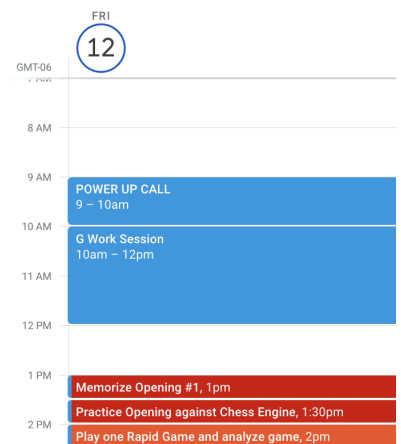 FRI
12
GMT-06
7 AM
8 AM
9 AM
POWER UP CALL
9 – 10am
10 AM
G Work Session
10am – 12pm
11 AM
12 PM
1 PM
Memorize Opening #1, 1pm
Practice Opening against Chess Engine, 1:30pm
2 PM
Play one Rapid Game and analyze game, 2pm